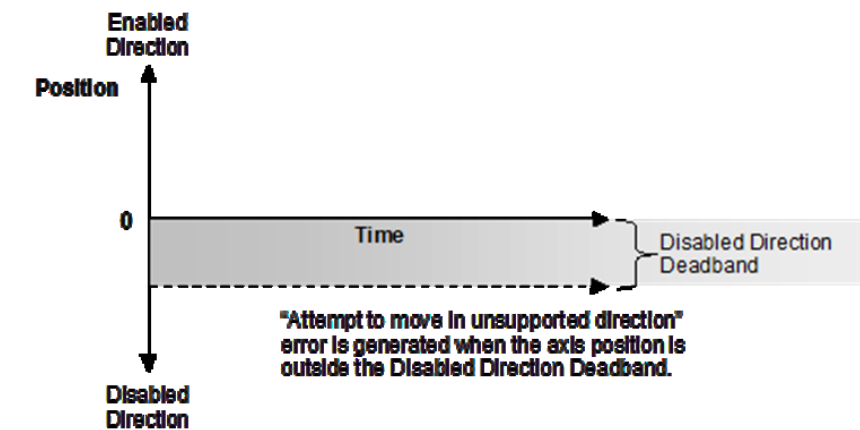 Enabled
Direction
Position
0
Time
Disabled Direction
Deadband
“Attempt to move in unsupported direction”
error is generated when the axis position is
outside the Disabled Direction Deadband.
Disabled
Direction